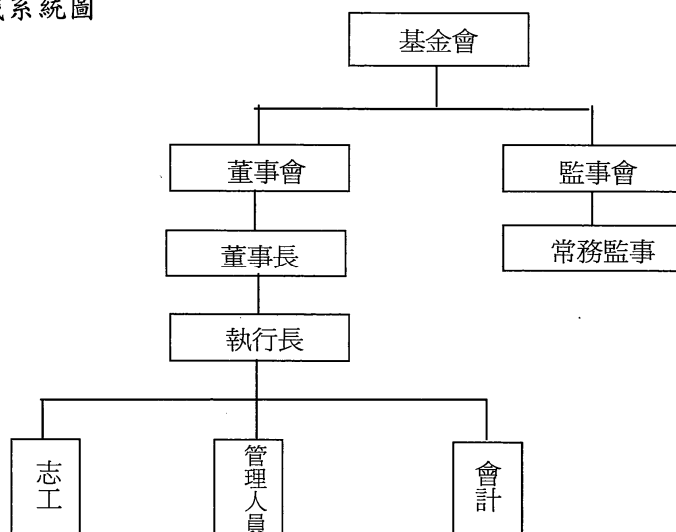 系統圖
基金會
董事會
監事會
董事長
常務監事
執行長
志工
管理人員
會計